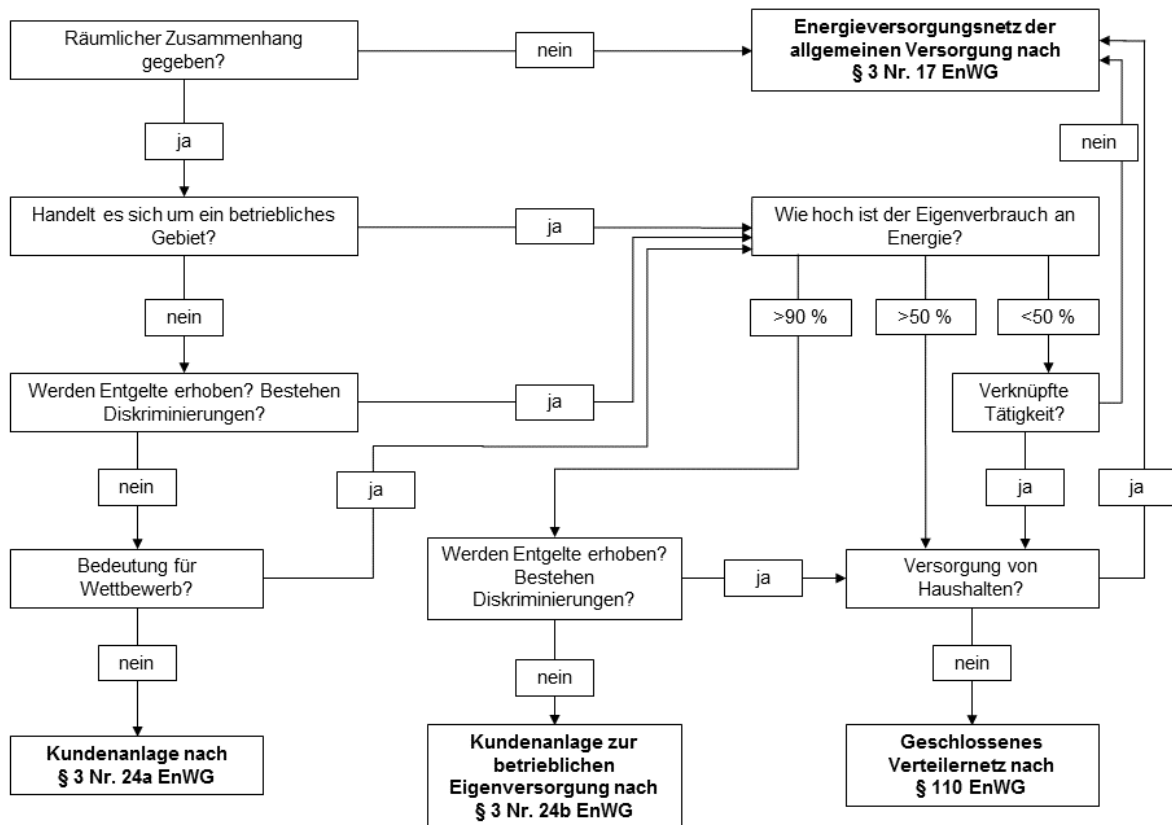 Räumlicher Zusammenhang
gegeben?
nein
Energieversorgungsnetz der
allgemeinen Versorgung nach
§ 3 Nr. 17 EnWG
ja
nein
Handelt es sich um ein betriebliches
Gebiet?
ja
Wie hoch ist der Eigenverbrauch an
Energie?
nein
>90 %
>50 %
<50 %
Werden Entgelte erhoben? Bestehen
Diskriminierungen?
ja
Verknüpfte
Tätigkeit?
nein
ja
ja
ja
Bedeutung für
Wettbewerb?
Werden Entgelte erhoben?
Bestehen
Diskriminierungen?
ja
Versorgung von
Haushalten?
nein
nein
nein
Kundenanlage nach
§ 3 Nr. 24a EnWG
Kundenanlage zur
betrieblichen
Eigenversorgung nach
§ 3 Nr. 24b EnWG
Geschlossenes
Verteilernetz nach
§ 110 EnWG